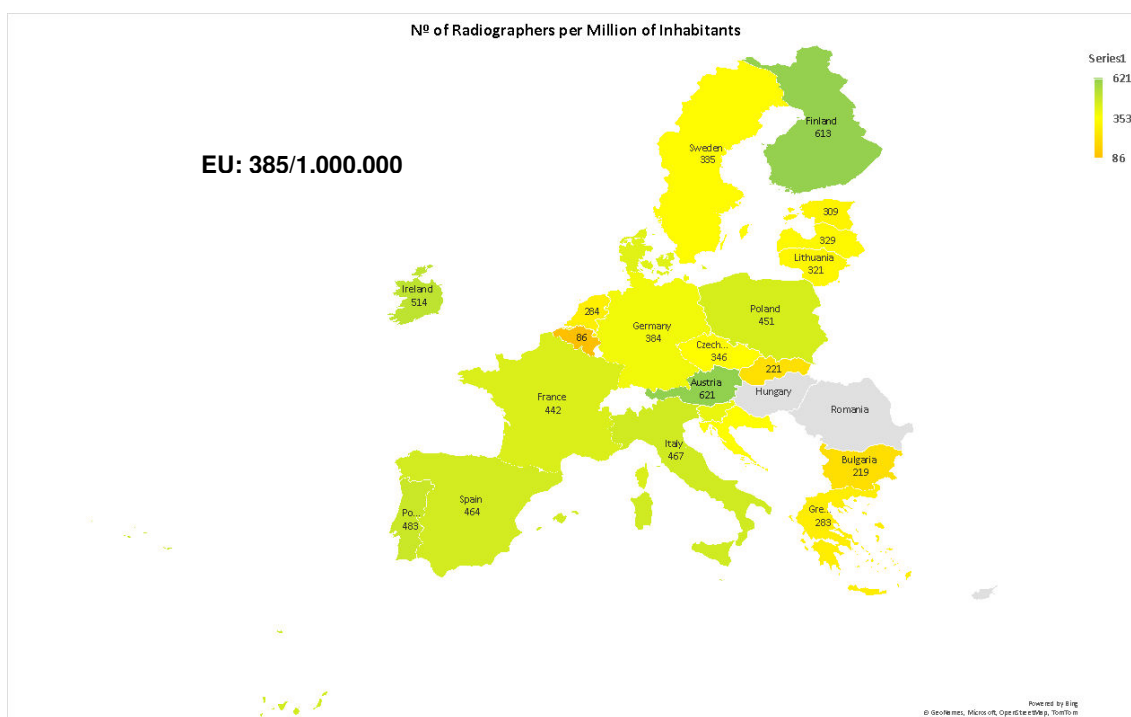 Nº of Radiographers per Million of Inhabitants
Series1
621
353
86
EU: 385/1.000.000
Finland
613
Sweden
335
309
329
Lithuania
321
Ireland
514
284
86
Germany
384
Poland
451
Czech...
346
221
Austria
621
Hungary
Romania
France
442
Italy
467
Bulgaria
219
Gre...
283
Spain
464
Po...
483
Powered by Bing
© GeoNames, Microsoft, OpenStreetMap, TomTom